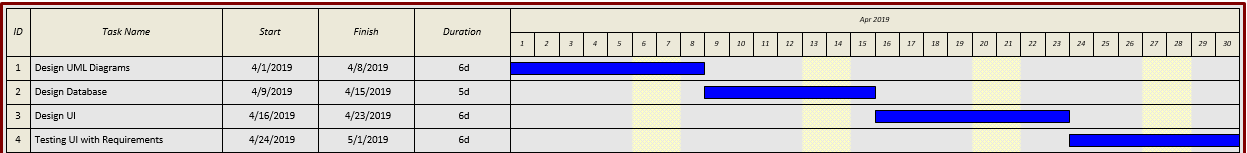 ID Task Name Start Finish Duration Apr 2019
1 2 3 4 5 6 7 8 9 10 11 12 13 14 15 16 17 18 19 20 21 22 23 24 25 26 27 28 29 30
1 Design UML Diagrams 4/1/2019 4/8/2019 6d
2 Design Database 4/9/2019 4/15/2019 5d
3 Design UI 4/16/2019 4/23/2019 6d
4 Testing UI with Requirements 4/24/2019 5/1/2019 6d